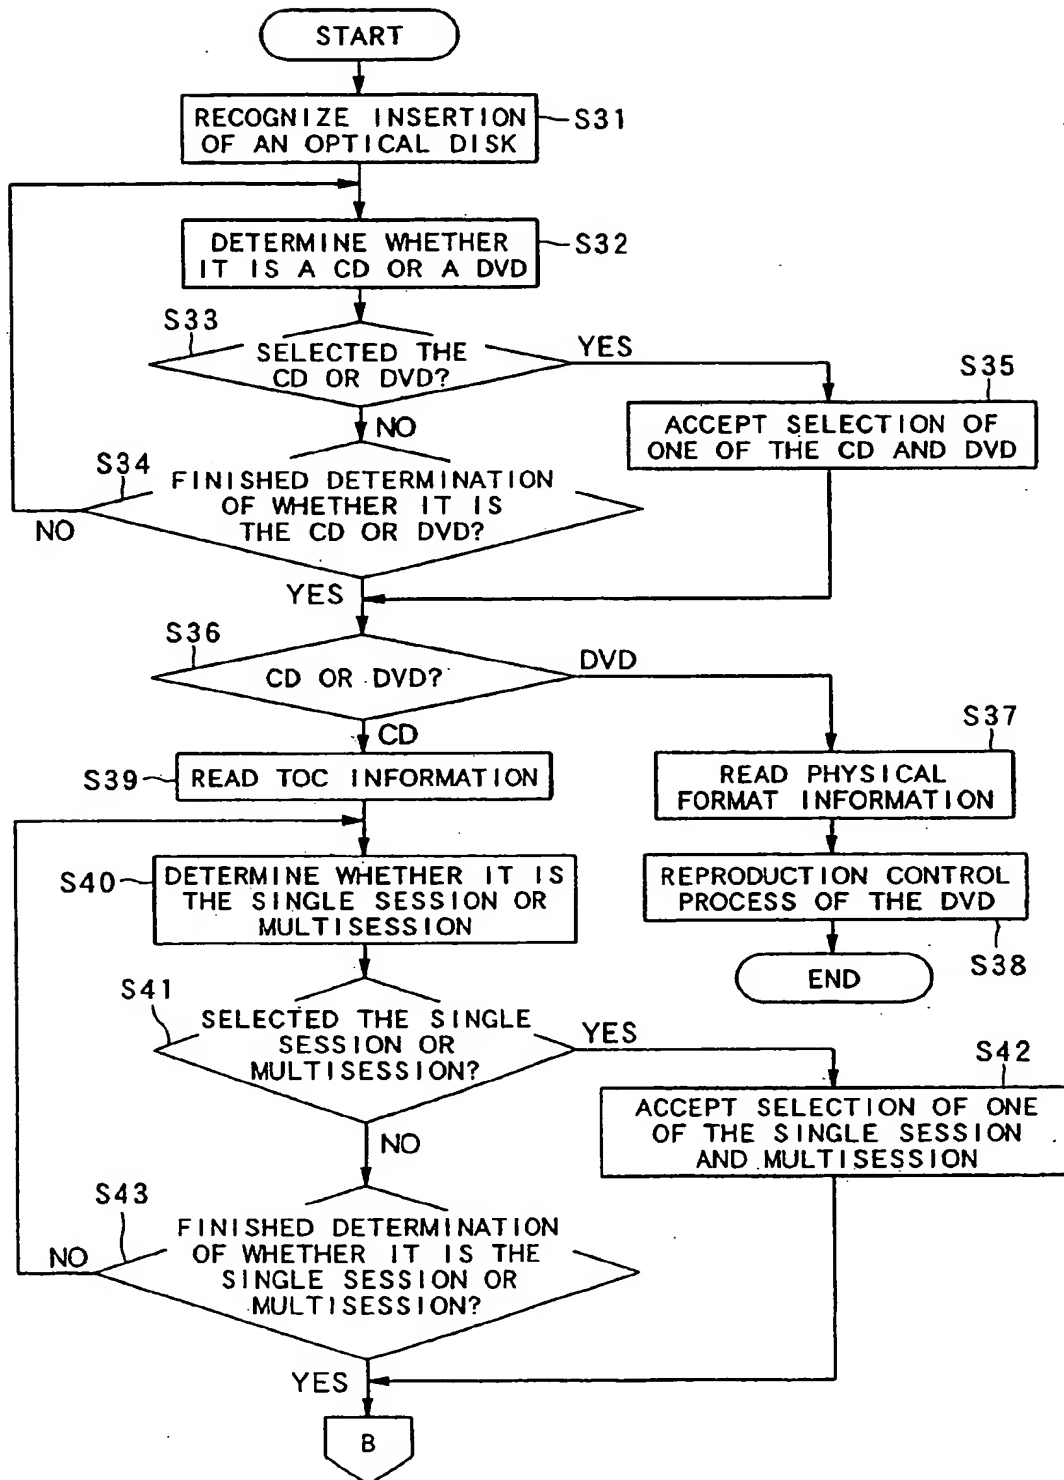 START
RECOGNIZE INSERTION
OF AN OPTICAL DISK
S31
DETERMINE WHETHER
IT IS A CD OR A DVD
S32
S33
SELECTED THE
CD OR DVD?
YES
S35
ACCEPT SELECTION OF
ONE OF THE CD AND DVD
NO
S34
FINISHED DETERMINATION
OF WHETHER IT IS
THE CD OR DVD?
NO
YES
S36
CD OR DVD?
DVD
CD
S37
READ PHYSICAL
FORMAT INFORMATION
S39
READ TOC INFORMATION
S40
DETERMINE WHETHER IT IS
THE SINGLE SESSION OR
MULTISESSION
REPRODUCTION CONTROL
PROCESS OF THE DVD
S38
END
S41
SELECTED THE SINGLE
SESSION OR
MULTISESSION?
YES
S42
ACCEPT SELECTION OF ONE
OF THE SINGLE SESSION
AND MULTISESSION
NO
S43
FINISHED DETERMINATION
OF WHETHER IT IS THE
SINGLE SESSION OR
MULTISESSION?
NO
YES
B